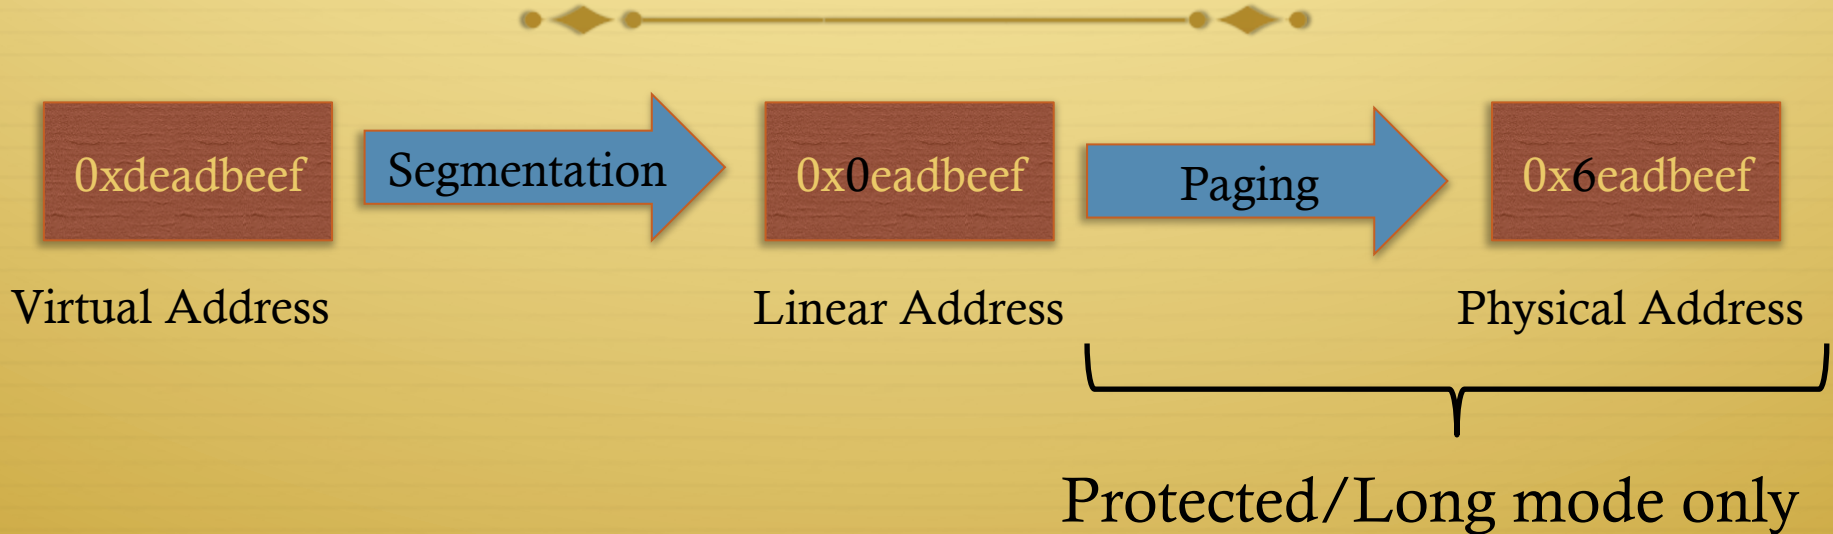 0xdeadbeef
Segmentation
0x0eadbeef
Paging
0x6eadbeef
Virtual Address
Linear Address
Physical Address
Protected/Long mode only